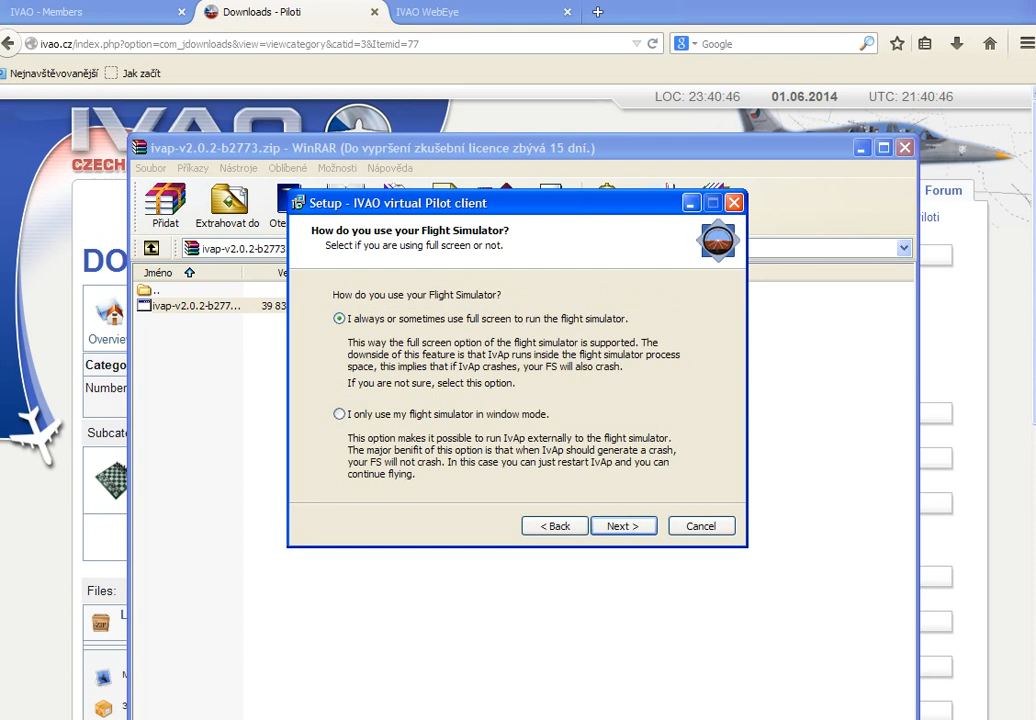 IVAO - Members
Downloads - Piloti
IVAO WebEye
ivao.cz/index.php?option=com_jdownloads&view=viewcategory&catid=3&Itemid=77
Google
Nejnavštěvovanější
Jak začít
LOC: 23:40:46 01.06.2014 UTC: 21:40:46
IVAO
CZECH
ivap-v2.0.2-b2773.zip - WinRAR (Do vypršení zkušební licence zbývá 15 dní.)
Soubor Příkazy Nástroje Oblíbené Možnosti Nápověda
Přidat
Extrahovat do
Ote
Forum
iloti
ivap-v2.0.2-b2773
Jméno
Ve
..
ivap-v2.0.2-b277...
39 83
DO
Overvie
Catego
Number
Subcate
Files:
ZIP
L
M
3
Setup - IVAO virtual Pilot client
How do you use your Flight Simulator?
Select if you are using full screen or not.
How do you use your Flight Simulator?
I always or sometimes use full screen to run the flight simulator.
This way the full screen option of the flight simulator is supported. The
downside of this feature is that IvAp runs inside the flight simulator process
space, this implies that if IvAp crashes, your FS will also crash.
If you are not sure, select this option.
I only use my flight simulator in window mode.
This option makes it possible to run IvAp externally to the flight simulator.
The major benifit of this option is that when IvAp should generate a crash,
your FS will not crash. In this case you can just restart IvAp and you can
continue flying.
< Back
Next >
Cancel